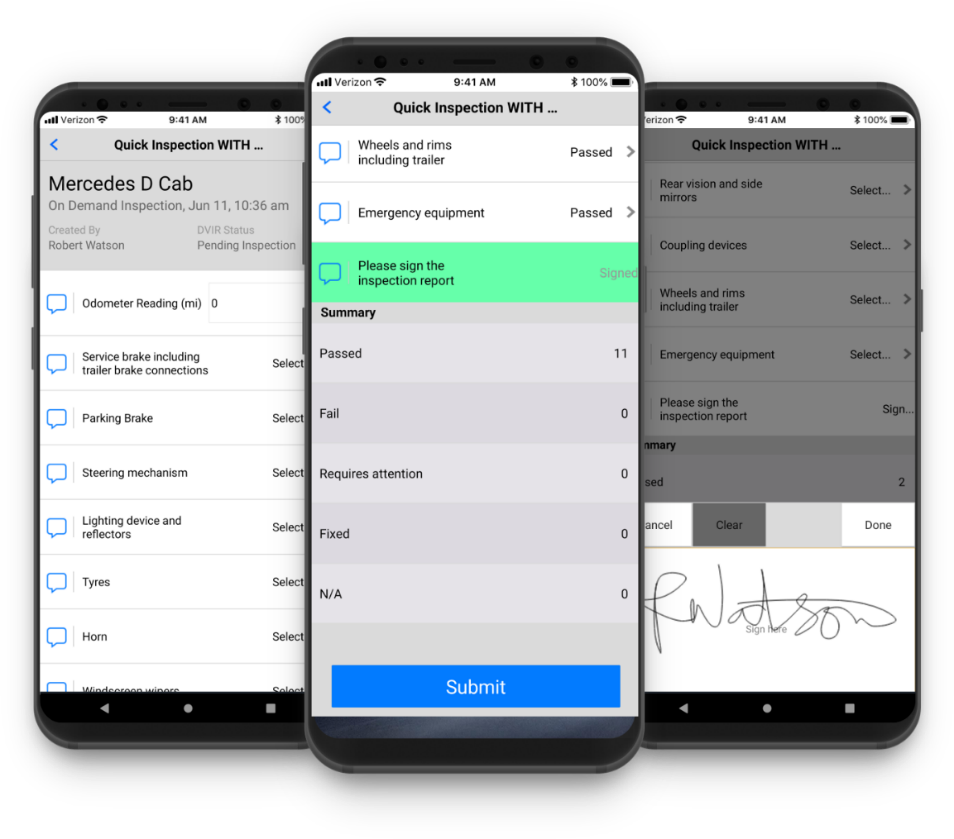 Verizon 9:41 AM 100%
Quick Inspection WITH ...
Mercedes D Cab
On Demand Inspection, Jun 11, 10:36 am
Created By DVIR Status
Robert Watson Pending Inspection
Odometer Reading (mi) 0
Service brake including
trailer brake connections Select
Parking Brake Select
Steering mechanism Select
Lighting device and
reflectors Select
Tyres Select
Horn Select
Windscreen wipers Select
Verizon 9:41 AM 100%
Quick Inspection WITH ...
Wheels and rims
including trailer Passed
Emergency equipment Passed
Please sign the
inspection report Signed
Summary
Passed 11
Fail 0
Requires attention 0
Fixed 0
N/A 0
Submit
erizon 9:41 AM 100%
Quick Inspection WITH ...
Rear vision and side
mirrors Select...
Coupling devices Select...
Wheels and rims
including trailer Select...
Emergency equipment Select...
Please sign the
inspection report Sign...
mmary
sed 2
ancel Clear Done
RWatson
Sign here